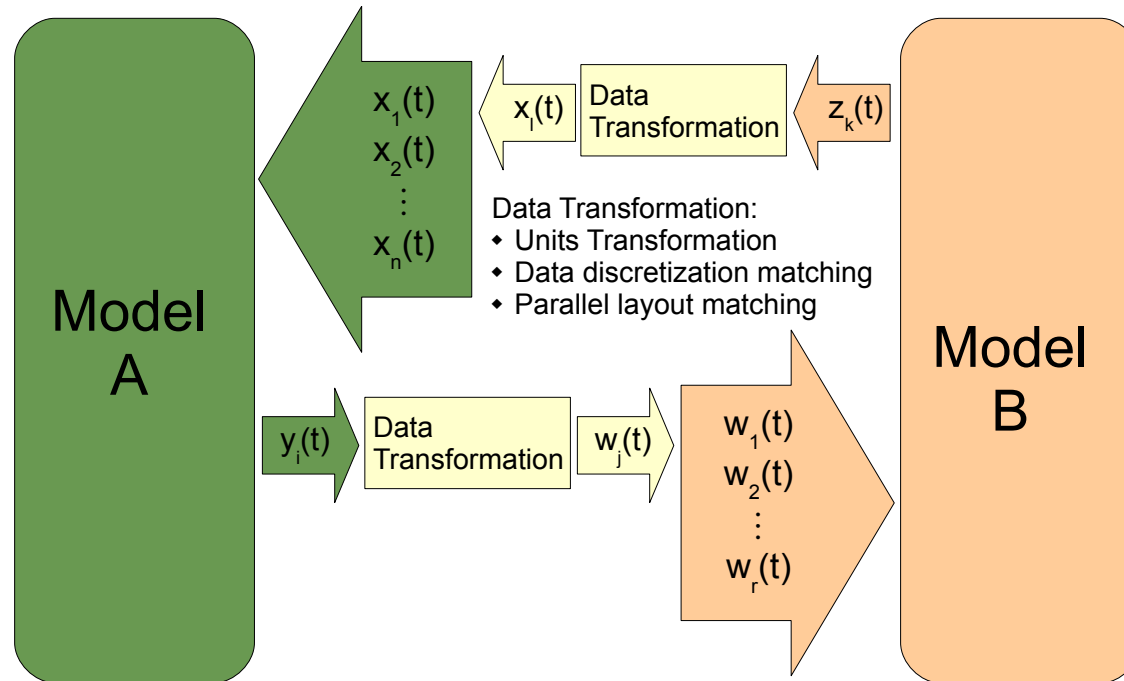 Model
A
x₁(t)
x₂(t)
⋮
xₙ(t)
xₗ(t)
Data
Transformation
zₖ(t)
Data Transformation:
◆ Units Transformation
◆ Data discretization matching
◆ Parallel layout matching
yᵢ(t)
Data
Transformation
wⱼ(t)
w₁(t)
w₂(t)
⋮
wᵣ(t)
Model
B